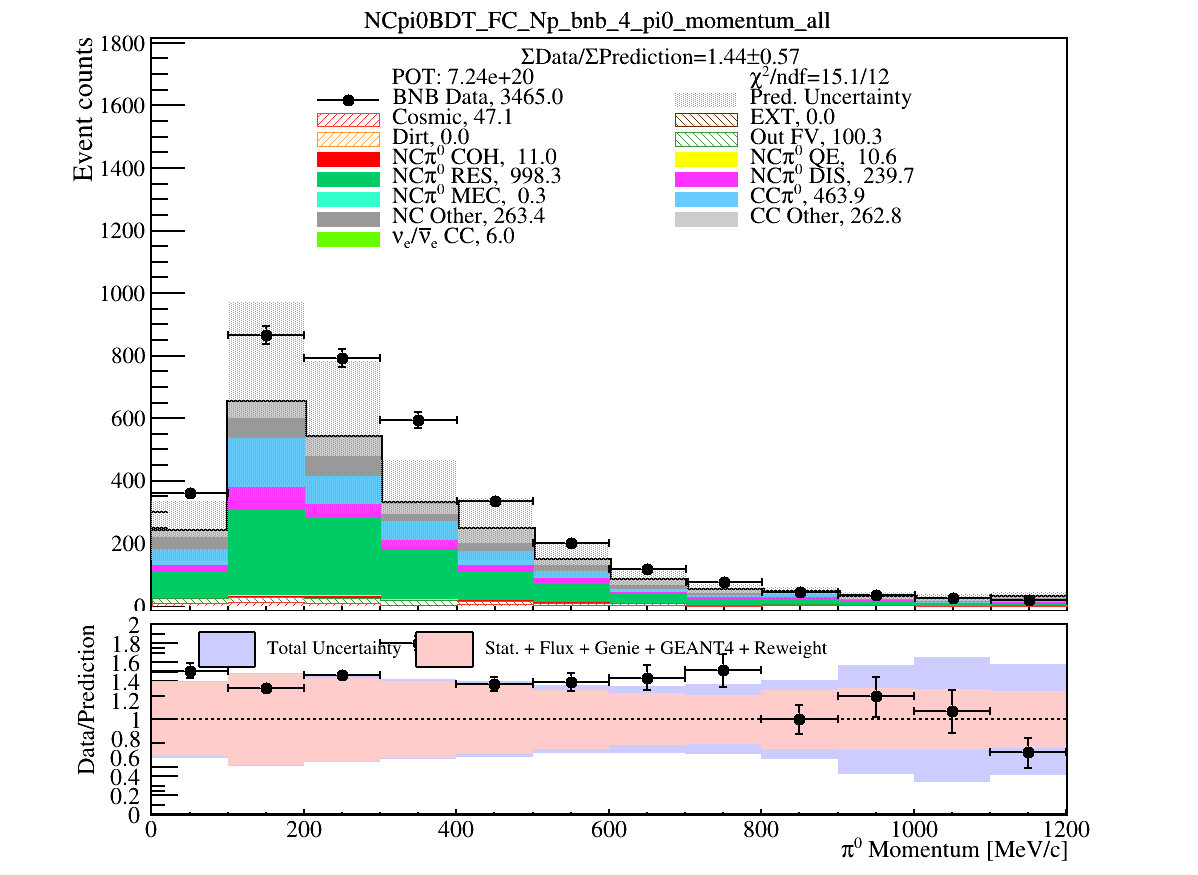 NCpi0BDT_FC_Np_bnb_4_pi0_momentum_all
ΣData/ΣPrediction=1.44±0.57
POT: 7.24e+20
χ²/ndf=15.1/12
BNB Data, 3465.0
Pred. Uncertainty
Cosmic, 47.1
EXT, 0.0
Dirt, 0.0
Out FV, 100.3
NCπ⁰ COH, 11.0
NCπ⁰ QE, 10.6
NCπ⁰ RES, 998.3
NCπ⁰ DIS, 239.7
NCπ⁰ MEC, 0.3
CCπ⁰, 463.9
NC Other, 263.4
CC Other, 262.8
νₑ/ν̅ₑ CC, 6.0
Event counts
1800
1600
1400
1200
1000
800
600
400
200
0
Data/Prediction
2
1.8
1.6
1.4
1.2
1
0.8
0.6
0.4
0.2
0
Total Uncertainty
Stat. + Flux + Genie + GEANT4 + Reweight
0 200 400 600 800 1000 1200
π⁰ Momentum [MeV/c]